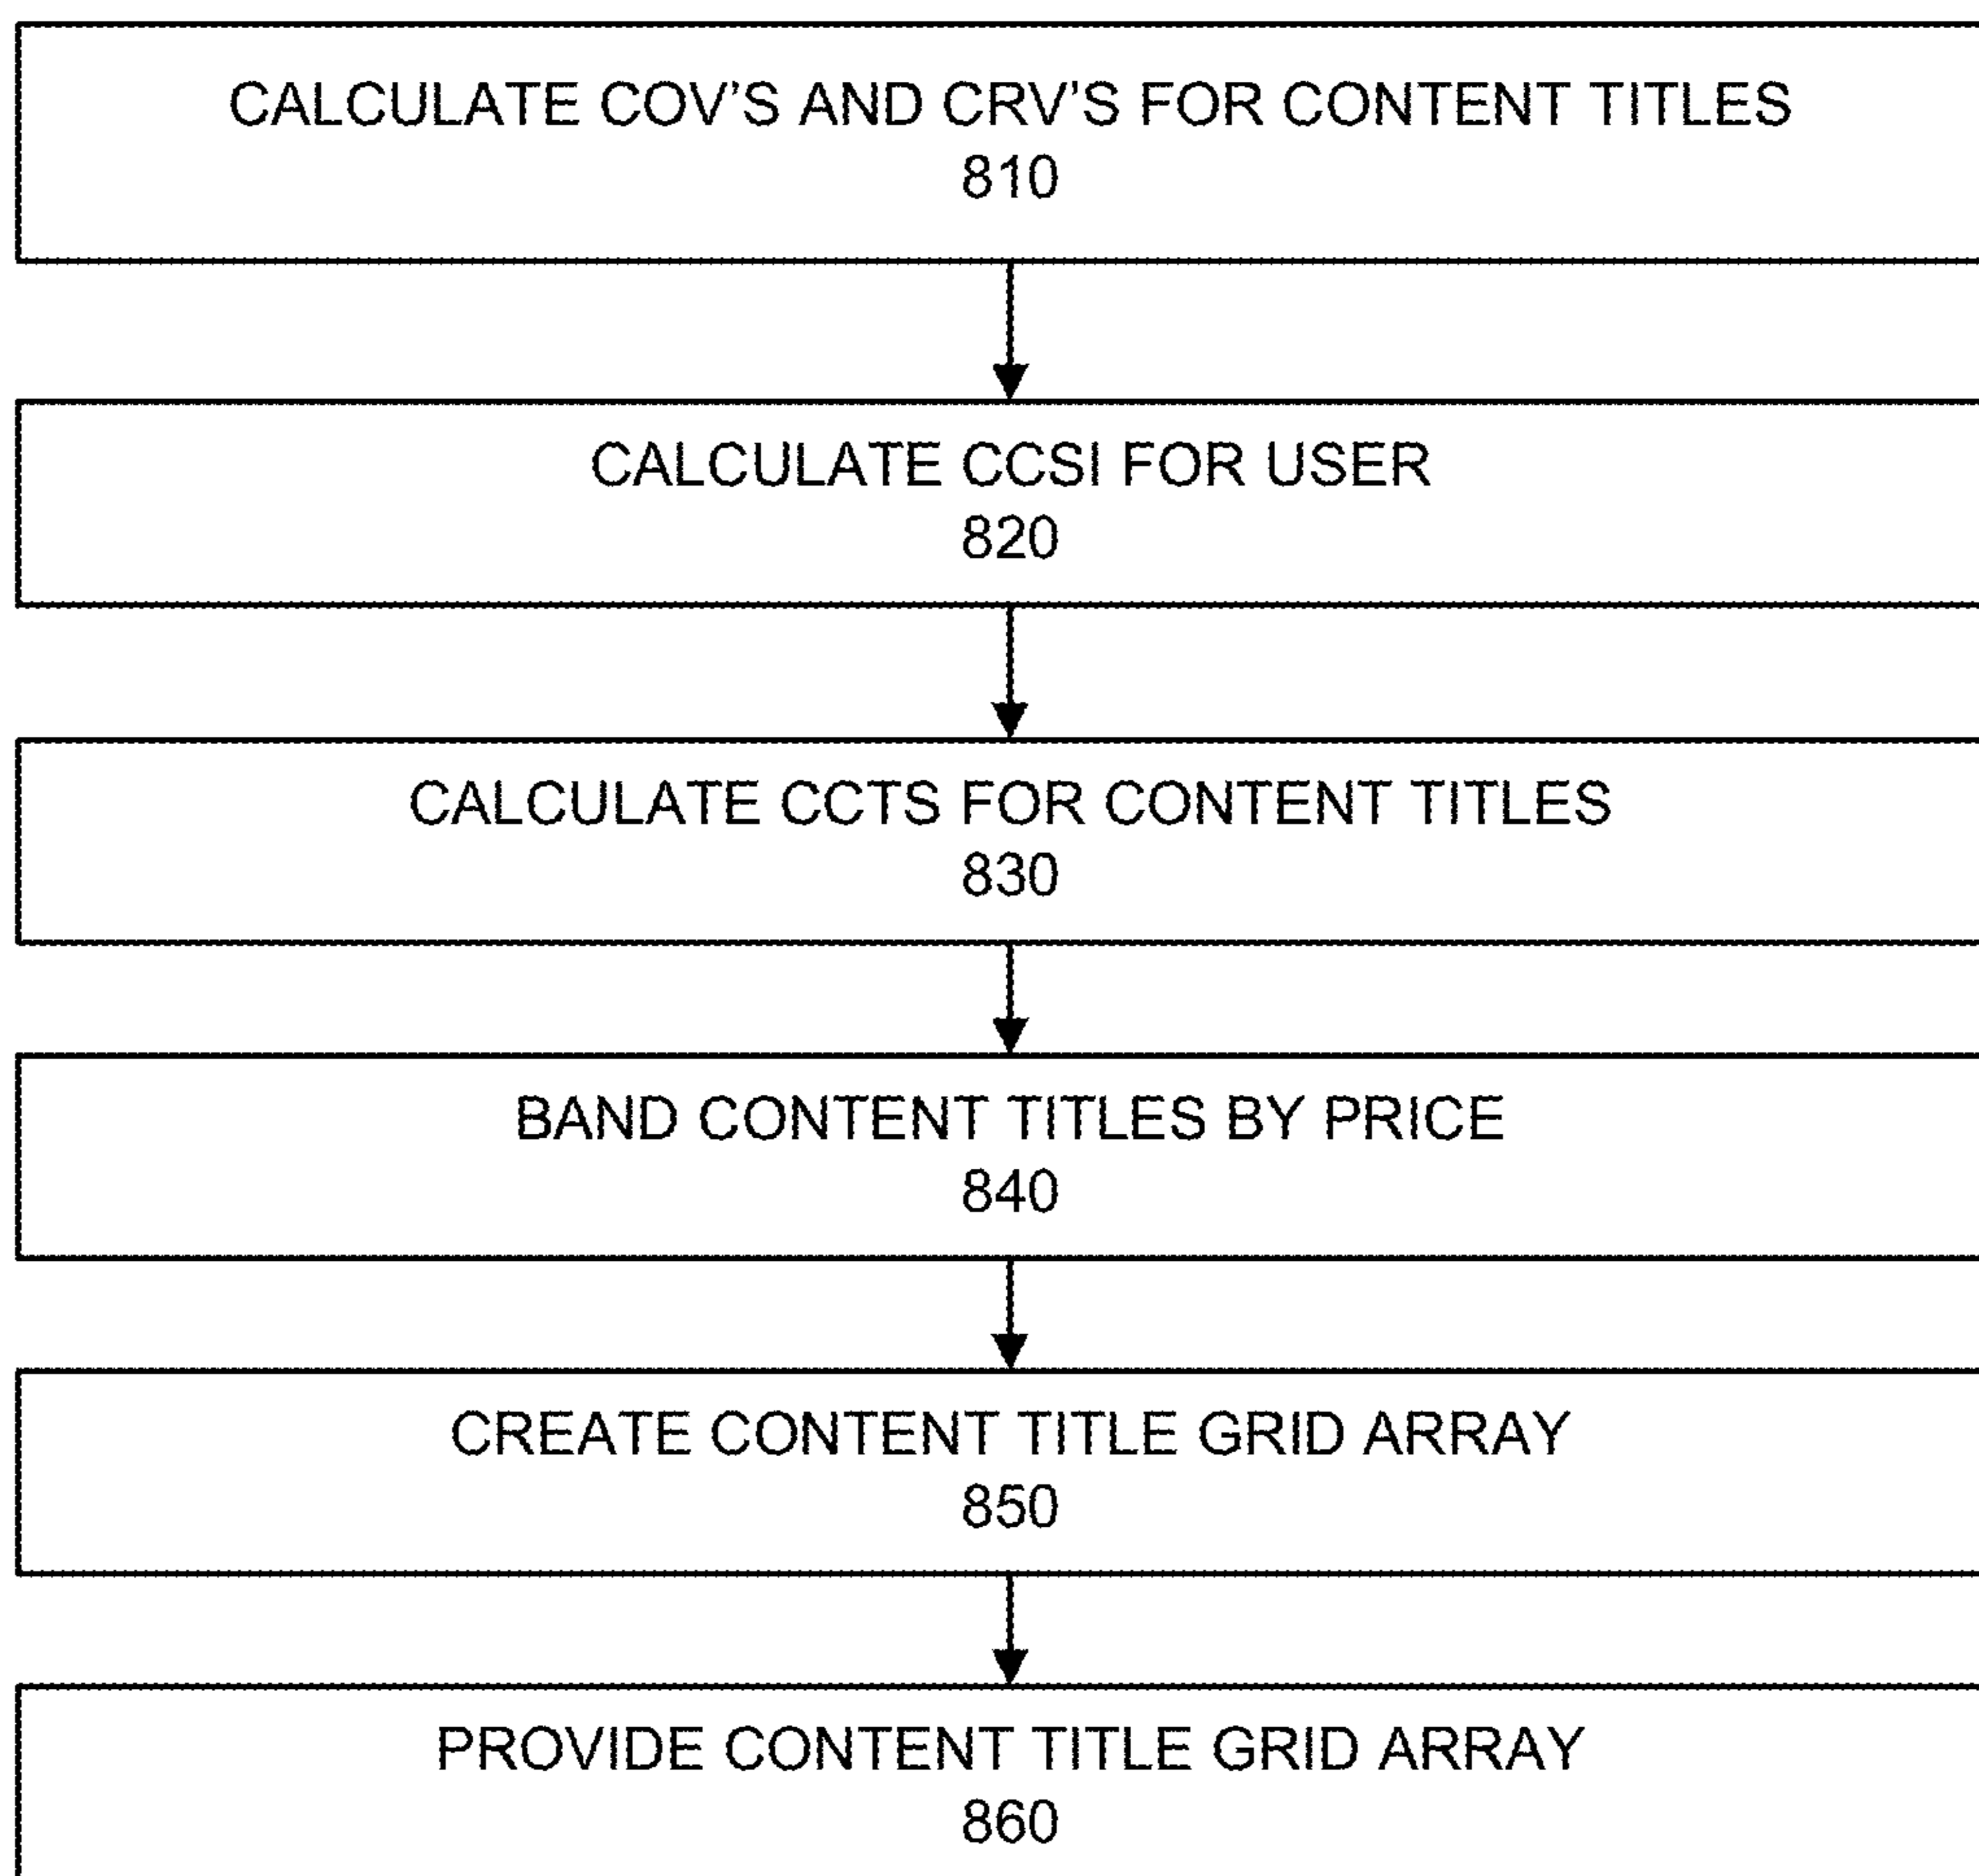 CALCULATE COV'S AND CRV'S FOR CONTENT TITLES
810
CALCULATE CCSI FOR USER
820
CALCULATE CCTS FOR CONTENT TITLES
830
BAND CONTENT TITLES BY PRICE
840
CREATE CONTENT TITLE GRID ARRAY
850
PROVIDE CONTENT TITLE GRID ARRAY
860